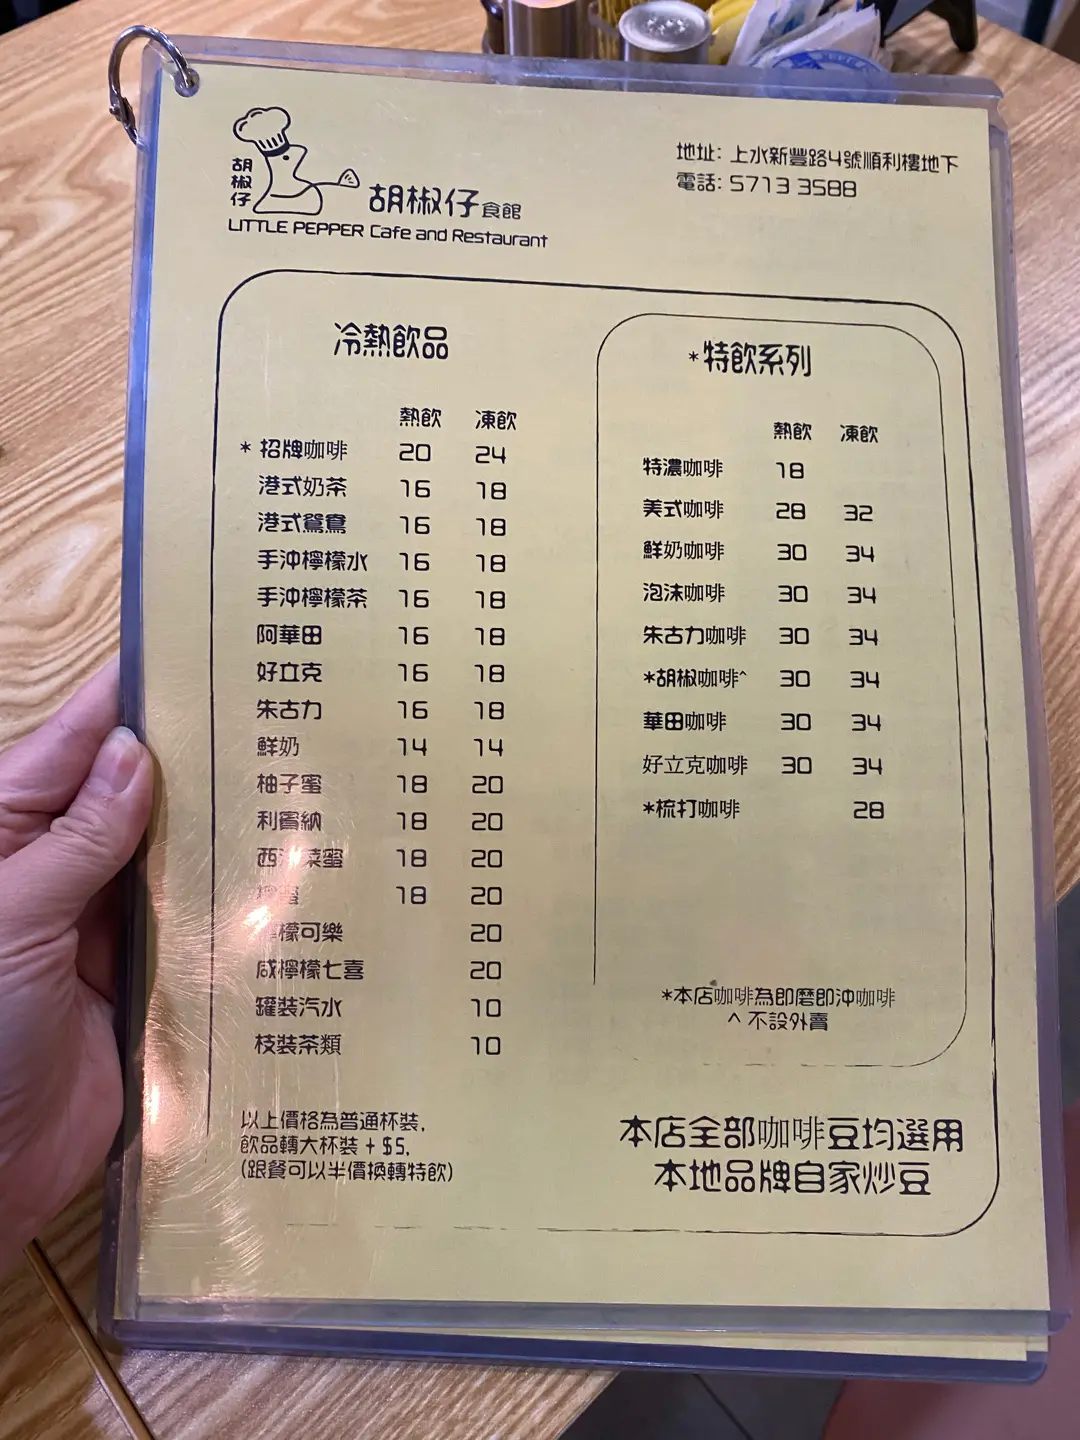 胡椒仔
胡椒仔食館
LITTLE PEPPER Cafe and Restaurant
地址: 上水新豐路4號順利樓地下
電話: 5713 3588
冷熱飲品
熱飲 凍飲
* 招牌咖啡 20 24
港式奶茶 16 18
港式鴛鴦 16 18
手沖檸檬水 16 18
手沖檸檬茶 16 18
阿華田 16 18
好立克 16 18
朱古力 16 18
鮮奶 14 14
柚子蜜 18 20
利賓納 18 20
西洋菜蜜 18 20
蜜 18 20
檬可樂 20
咸檸檬七喜 20
罐裝汽水 10
枝裝茶類 10
以上價格為普通杯裝,
飲品轉大杯裝 + $5,
(跟餐可以半價換轉特飲)
*特飲系列
熱飲 凍飲
特濃咖啡 18
美式咖啡 28 32
鮮奶咖啡 30 34
泡沫咖啡 30 34
朱古力咖啡 30 34
*胡椒咖啡^ 30 34
華田咖啡 30 34
好立克咖啡 30 34
*梳打咖啡 28
*本店咖啡為即磨即沖咖啡
^ 不設外賣
本店全部咖啡豆均選用
本地品牌自家炒豆